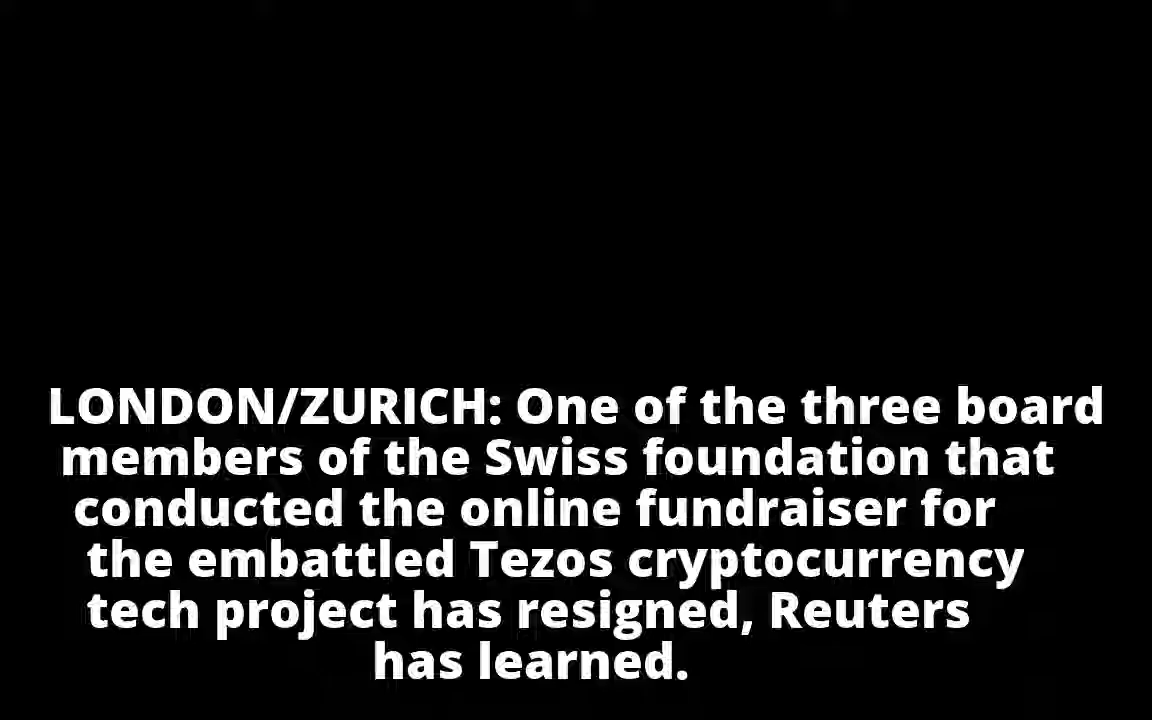 LONDON/ZURICH: One of the three board
members of the Swiss foundation that
conducted the online fundraiser for
the embattled Tezos cryptocurrency
tech project has resigned, Reuters
has learned.